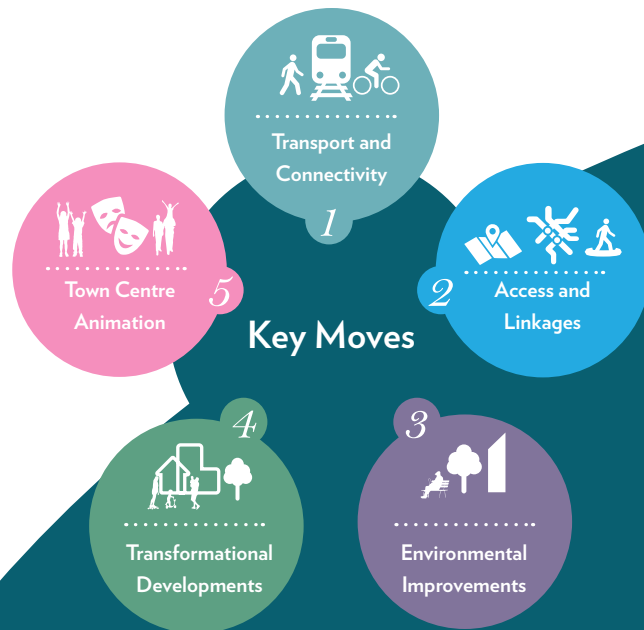 Key Moves
Transport and
Connectivity
1
2
Access and
Linkages
3
Environmental
Improvements
4
Transformational
Developments
5
Town Centre
Animation